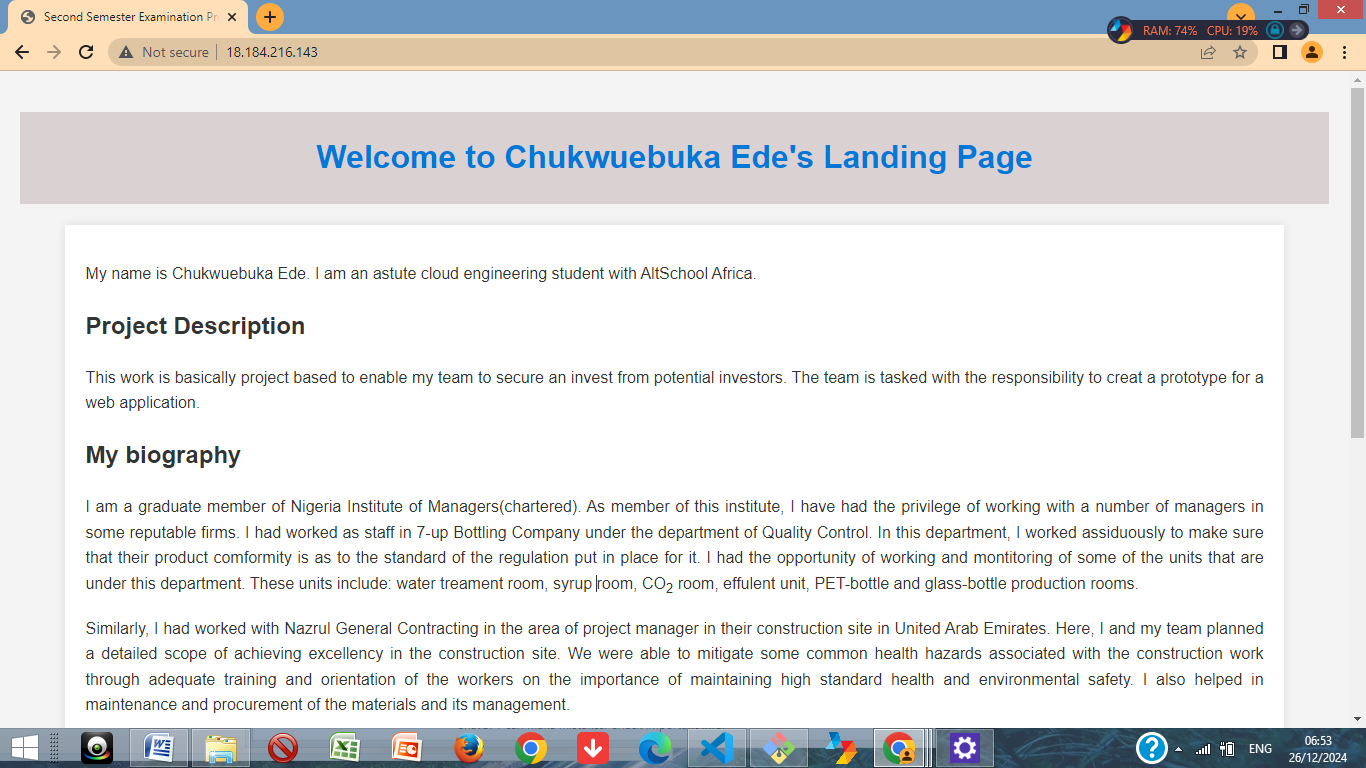 Second Semester Examination Pr
RAM: 74% CPU: 19%
Not secure
18.184.216.143
Welcome to Chukwuebuka Ede's Landing Page
My name is Chukwuebuka Ede. I am an astute cloud engineering student with AltSchool Africa.
Project Description
This work is basically project based to enable my team to secure an invest from potential investors. The team is tasked with the responsibility to creat a prototype for a
web application.
My biography
I am a graduate member of Nigeria Institute of Managers(chartered). As member of this institute, I have had the privilege of working with a number of managers in
some reputable firms. I had worked as staff in 7-up Bottling Company under the department of Quality Control. In this department, I worked assiduously to make sure
that their product comformity is as to the standard of the regulation put in place for it. I had the opportunity of working and montitoring of some of the units that are
under this department. These units include: water treament room, syrup room, CO2 room, effulent unit, PET-bottle and glass-bottle production rooms.
Similarly, I had worked with Nazrul General Contracting in the area of project manager in their construction site in United Arab Emirates. Here, I and my team planned
a detailed scope of achieving excellency in the construction site. We were able to mitigate some common health hazards associated with the construction work
through adequate training and orientation of the workers on the importance of maintaining high standard health and environmental safety. I also helped in
maintenance and procurement of the materials and its management.
ENG
06:53
26/12/2024